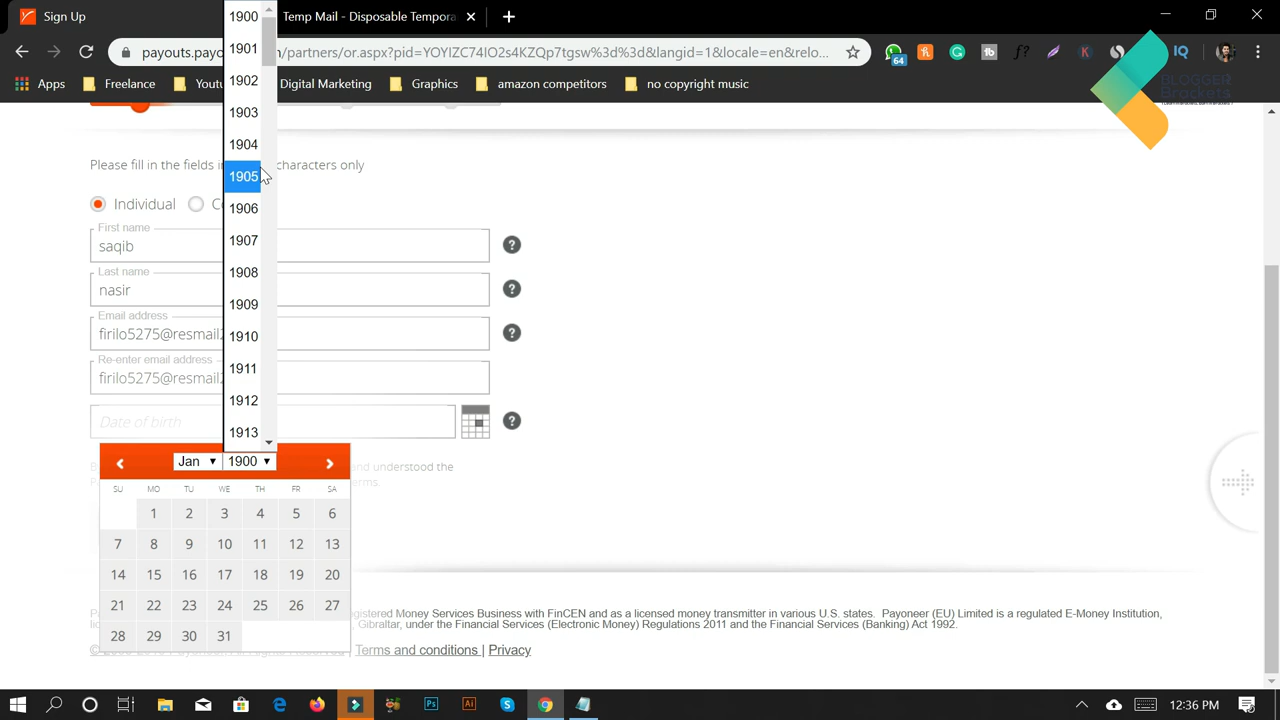 Sign Up
Temp Mail - Disposable Tempora
payouts.payo
/partners/or.aspx?pid=YOYIZC74IO2s4KZQp7tgsw%3d%3d&langid=1&locale=en&relo...
64
Apps
Freelance
Digital Marketing
Graphics
amazon competitors
no copyright music
BLOGGER
Brackets
Please fill in the fields in
characters only
Individual
First name
saqib
Last name
nasir
Email address
firilo5275@resmail
Re-enter email address
firilo5275@resmail
Date of birth
1900
1901
1902
1903
1904
1905
1906
1907
1908
1909
1910
1911
1912
1913
Jan 1900
and understood the
SU MO TU WE TH FR SA
1 2 3 4 5 6
7 8 9 10 11 12 13
14 15 16 17 18 19 20
21 22 23 24 25 26 27
28 29 30 31
Money Services Business with FinCEN and as a licensed money transmitter in various U.S. states. Payoneer (EU) Limited is a regulated E-Money Institution,
Gibraltar, under the Financial Services (Electronic Money) Regulations 2011 and the Financial Services (Banking) Act 1992.
Terms and conditions | Privacy
12:36 PM